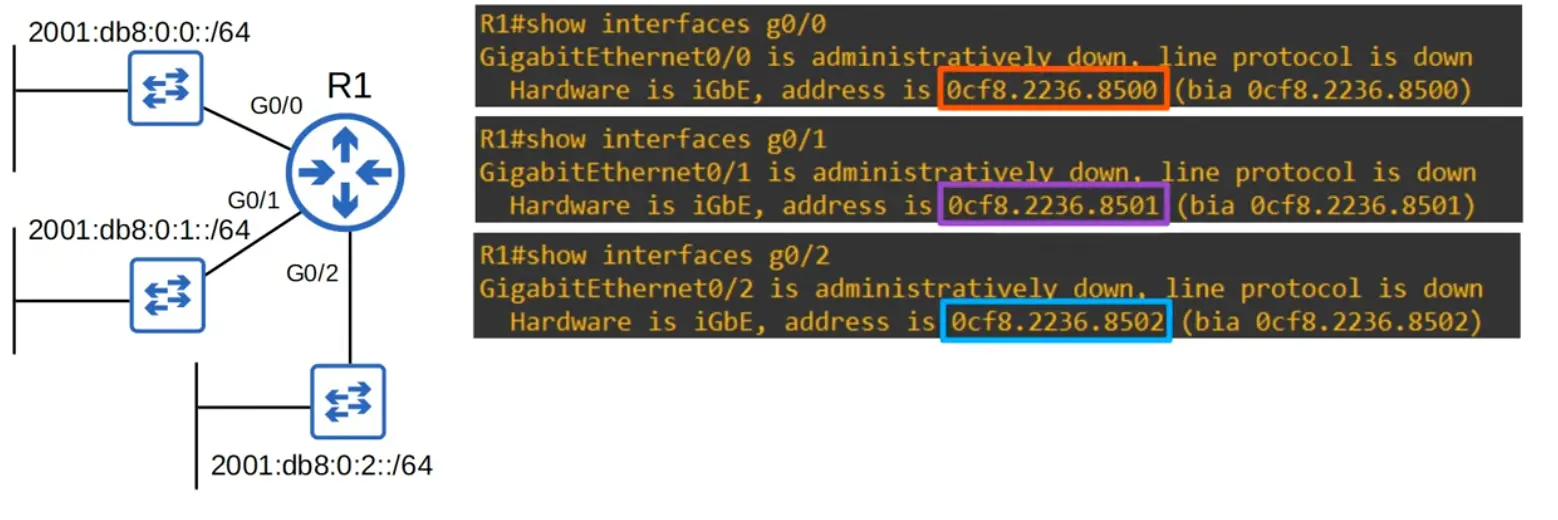 2001:db8:0:0::/64
R1
G0/0
G0/1
2001:db8:0:1::/64
G0/2
2001:db8:0:2::/64
R1#show interfaces g0/0
GigabitEthernet0/0 is administratively down, line protocol is down
Hardware is iGbE, address is 0cf8.2236.8500 (bia 0cf8.2236.8500)
R1#show interfaces g0/1
GigabitEthernet0/1 is administratively down, line protocol is down
Hardware is iGbE, address is 0cf8.2236.8501 (bia 0cf8.2236.8501)
R1#show interfaces g0/2
GigabitEthernet0/2 is administratively down, line protocol is down
Hardware is iGbE, address is 0cf8.2236.8502 (bia 0cf8.2236.8502)